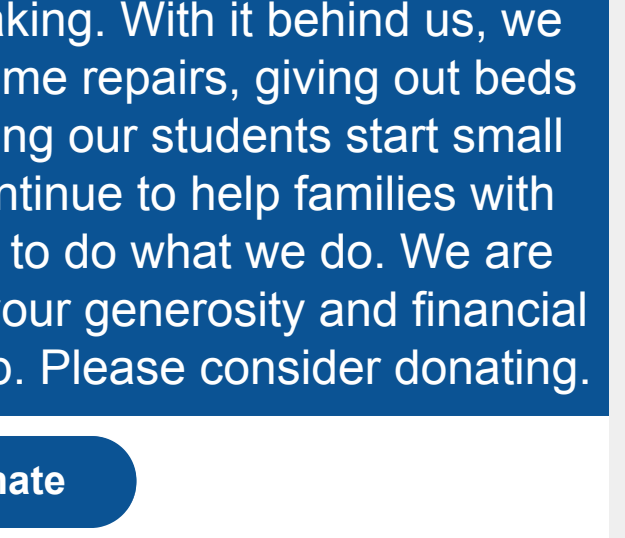 aking. With it behind us, we
me repairs, giving out beds
ng our students start small
ntinue to help families with
to do what we do. We are
your generosity and financial
o. Please consider donating.
nate